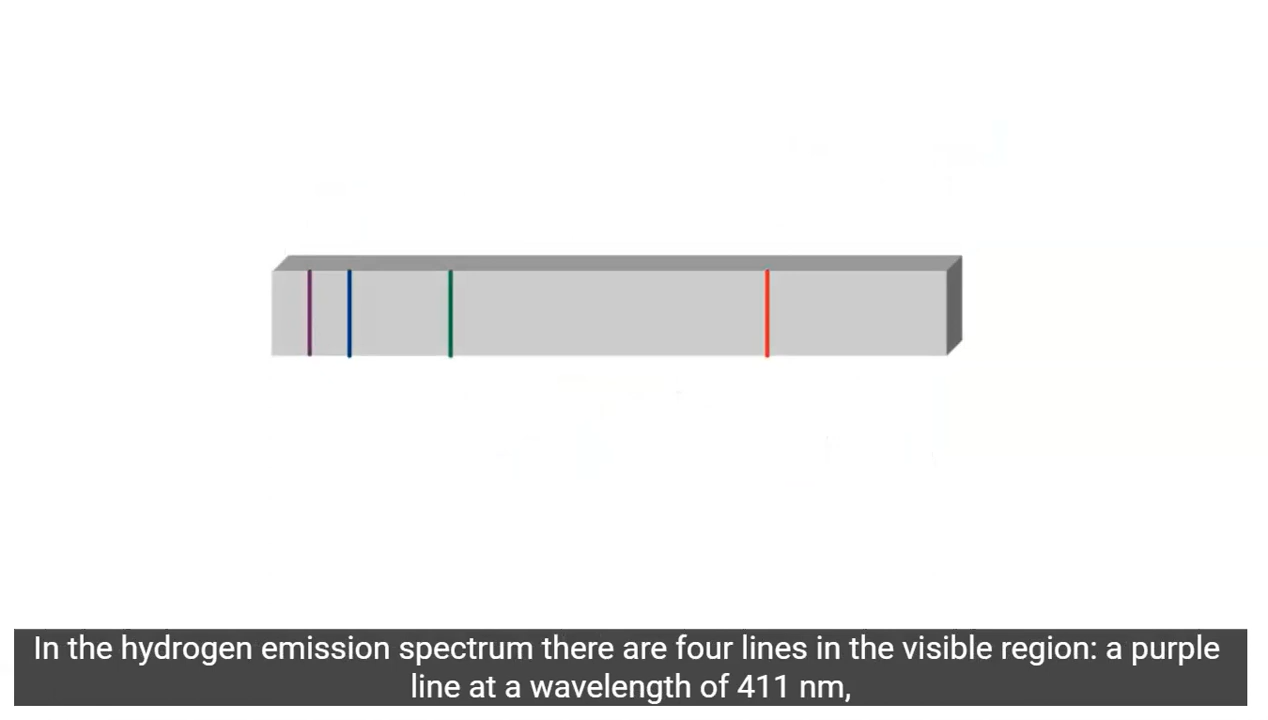 In the hydrogen emission spectrum there are four lines in the visible region: a purple
line at a wavelength of 411 nm,